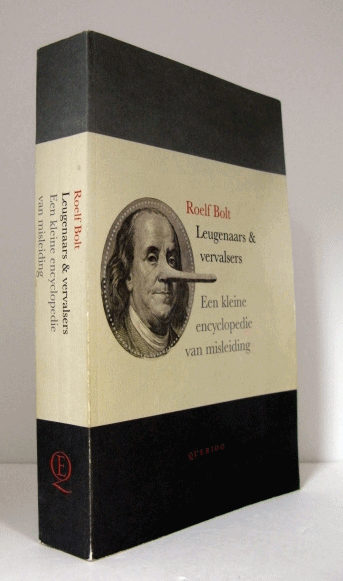 Roelf Bolt
Leugenaars & vervalsers
Een kleine encyclopedie
van misleiding
Roelf Bolt
Leugenaars &
vervalsers
Een kleine
encyclopedie
van misleiding
QUERIDO
EQ